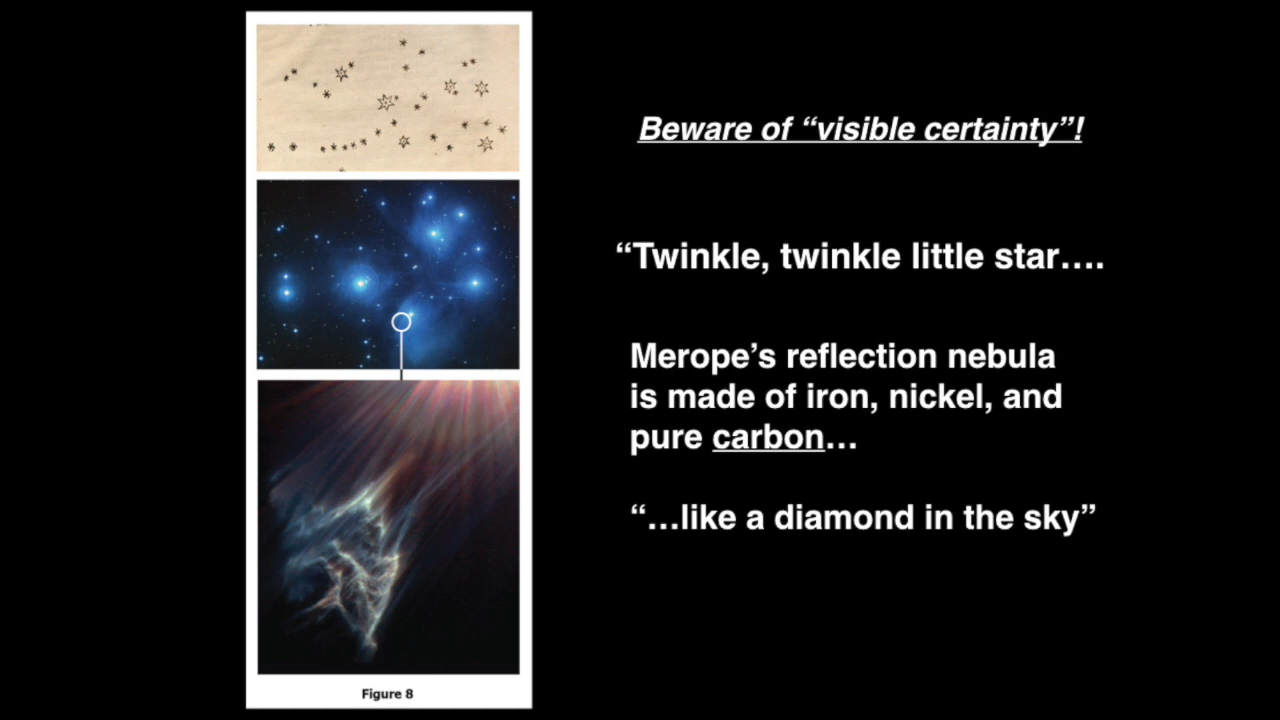 Beware of “visible certainty”!
“Twinkle, twinkle little star....
Merope’s reflection nebula
is made of iron, nickel, and
pure carbon...
“...like a diamond in the sky”
Figure 8